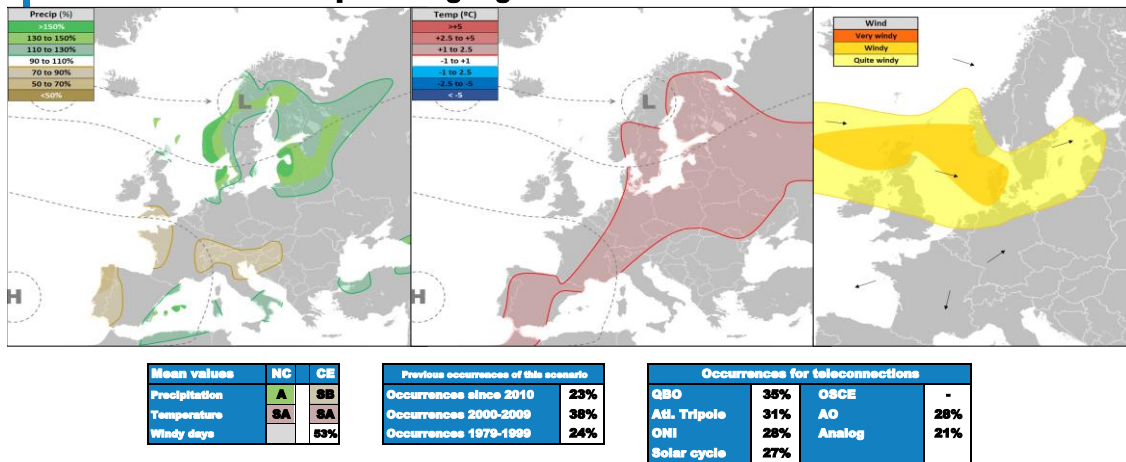 Precip (%)
>150%
130 to 150%
110 to 130%
90 to 110%
70 to 90%
50 to 70%
<50%
L
H
Temp (ºC)
>+5
+2.5 to +5
+1 to 2.5
-1 to +1
-1 to 2.5
-2.5 to -5
< -5
L
H
Wind
Very windy
Windy
Quite windy
Mean values NC CE
Precipitation A SB
Temperature SA SA
Windy days 53%
Previous occurrences of this scenario
Occurrences since 2010 23%
Occurrences 2000-2009 38%
Occurrences 1979-1999 24%
Occurrences for teleconnections
QBO 35% OSCE -
Atl. Tripole 31% AO 28%
ONI 28% Analog 21%
Solar cycle 27%